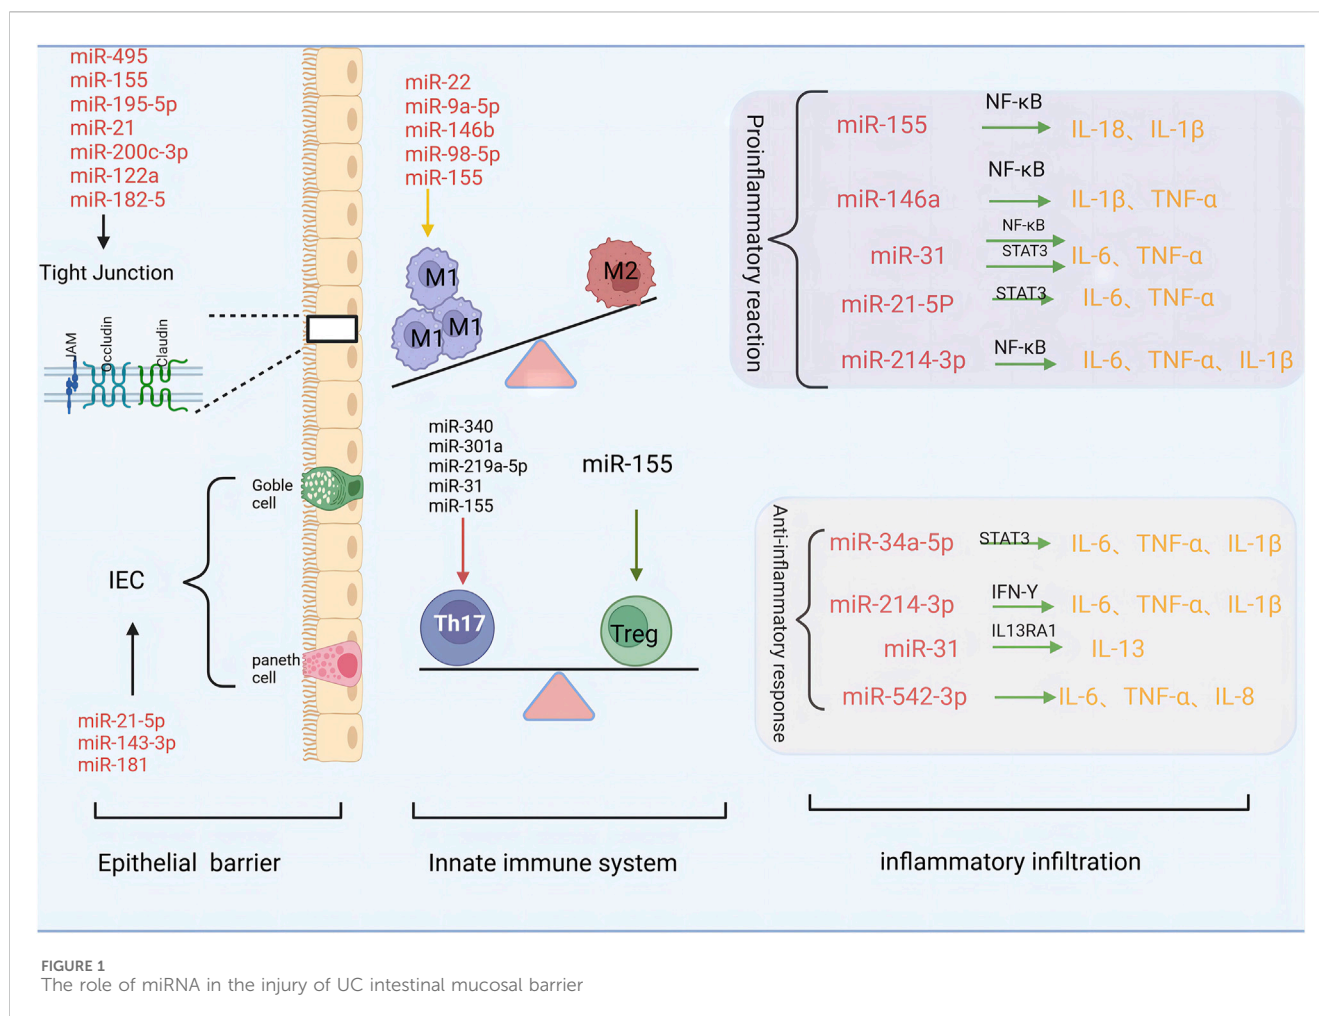 miR-495
miR-155
miR-195-5p
miR-21
miR-200c-3p
miR-122a
miR-182-5
Tight Junction
JAM
Occludin
Claudin
Goble
cell
IEC
paneth
cell
miR-21-5p
miR-143-3p
miR-181
Epithelial barrier
miR-22
miR-9a-5p
miR-146b
miR-98-5p
miR-155
M1
M1
M1
M2
miR-340
miR-301a
miR-219a-5p
miR-31
miR-155
miR-155
Th17
Treg
Innate immune system
Proinflammatory reaction
miR-155 NF-κB IL-18、IL-1β
miR-146a NF-κB IL-1β、TNF-α
miR-31 NF-κB STAT3 IL-6、TNF-α
miR-21-5P STAT3 IL-6、TNF-α
miR-214-3p NF-κB IL-6、TNF-α、IL-1β
Anti-inflammatory response
miR-34a-5p STAT3 IL-6、TNF-α、IL-1β
miR-214-3p IFN-Y IL-6、TNF-α、IL-1β
miR-31 IL13RA1 IL-13
miR-542-3p IL-6、TNF-α、IL-8
inflammatory infiltration
FIGURE 1
The role of miRNA in the injury of UC intestinal mucosal barrier